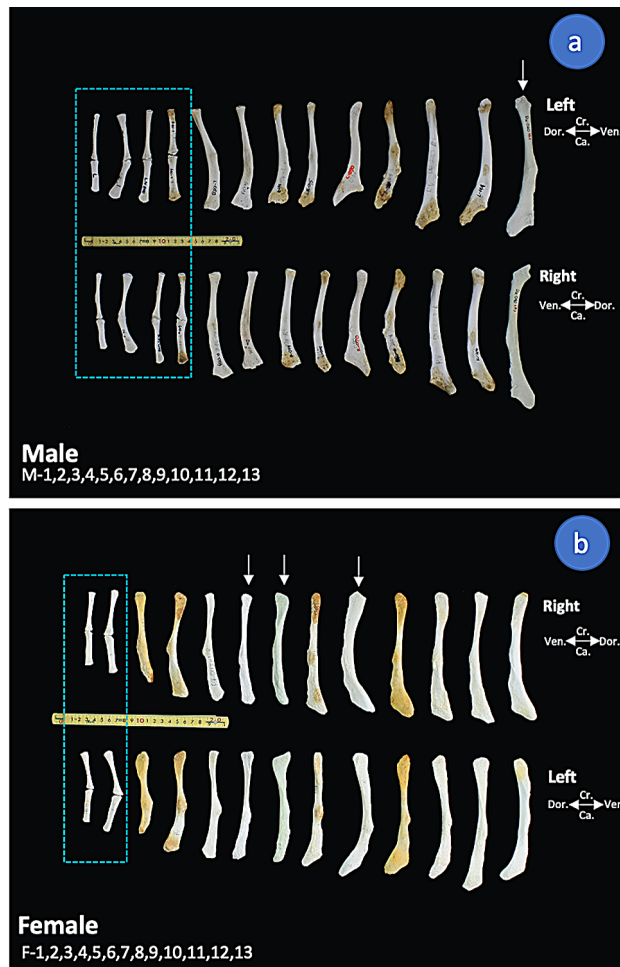 a
Left
Cr.
Dor. Ven.
Ca.
Right
Cr.
Ven. Dor.
Ca.
Male
M-1,2,3,4,5,6,7,8,9,10,11,12,13
b
Right
Cr.
Ven. Dor.
Ca.
Left
Cr.
Dor. Ven
Ca.
Female
F-1,2,3,4,5,6,7,8,9,10,11,12,13